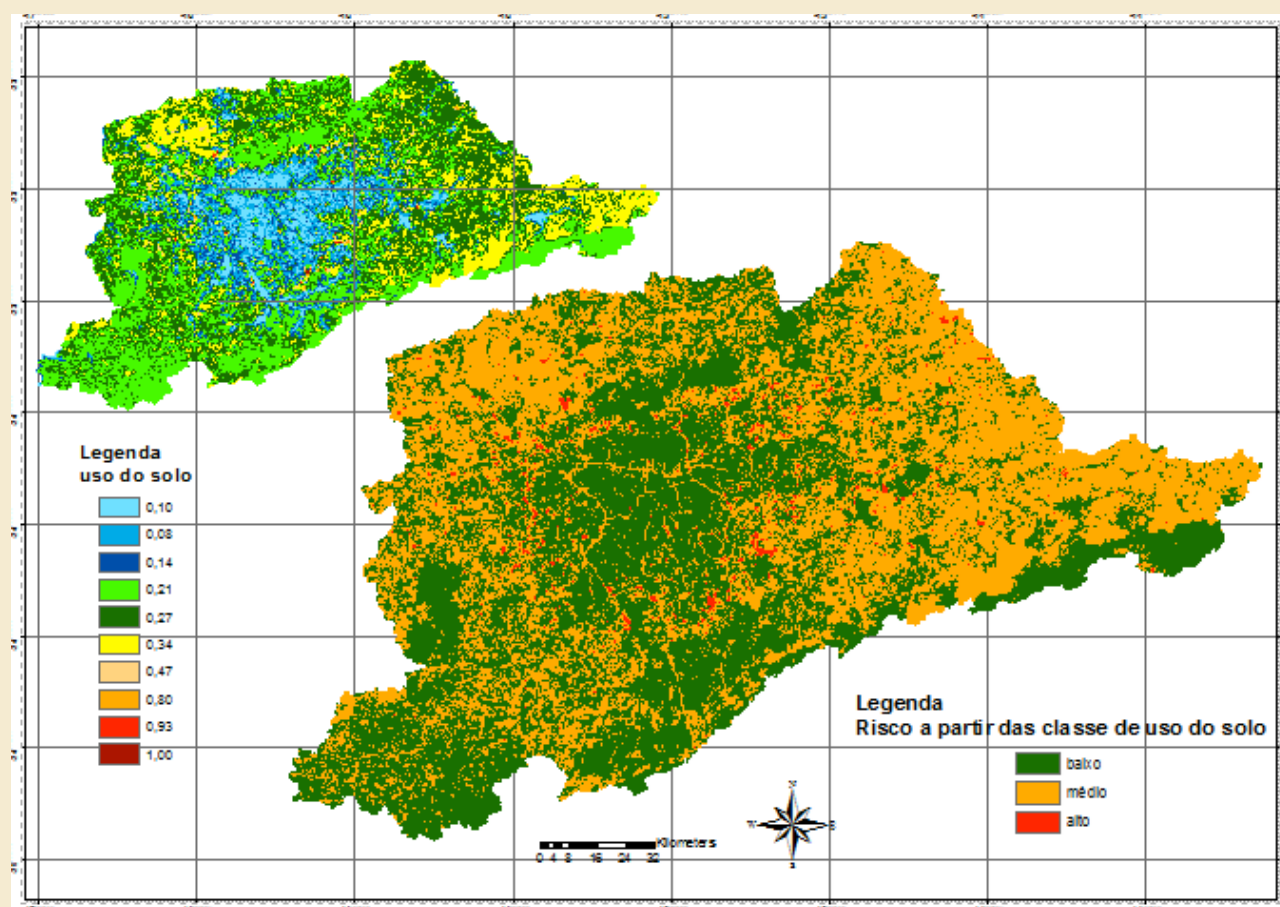 Legenda
uso do solo
0,10
0,08
0,14
0,21
0,27
0,34
0,47
0,80
0,93
1,00
Legenda
Risco a partir das classe de uso do solo
baixo
médio
alto
N
W
E
S
Kilometers
0 4 8 16 24 32